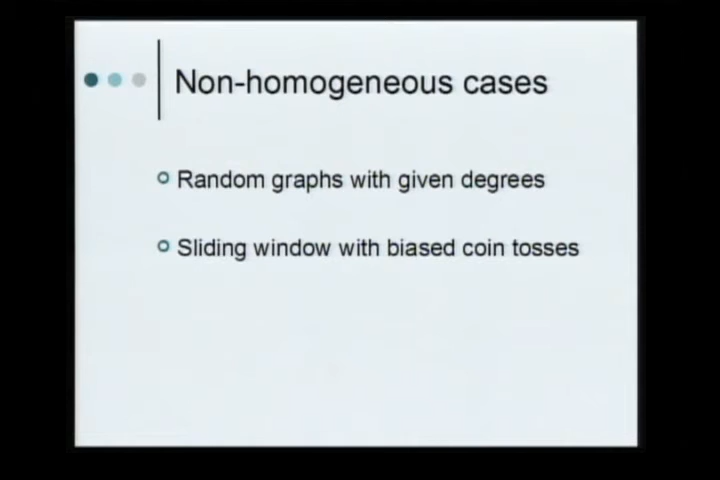 Non-homogeneous cases
Random graphs with given degrees
Sliding window with biased coin tosses